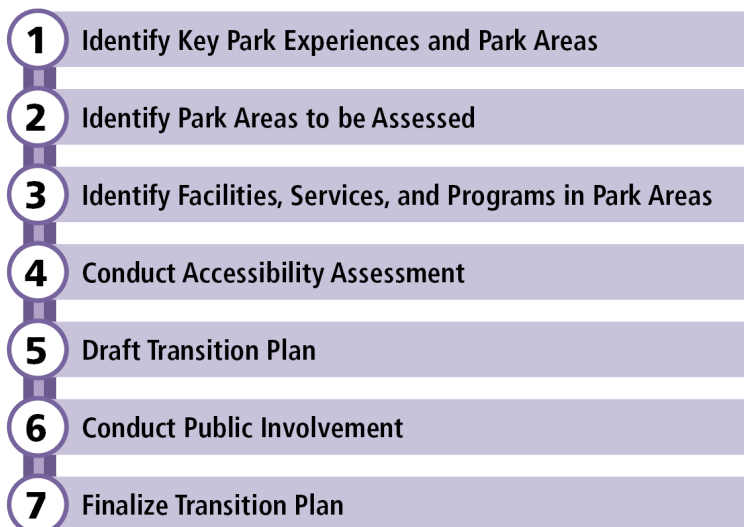 1 Identify Key Park Experiences and Park Areas
2 Identify Park Areas to be Assessed
3 Identify Facilities, Services, and Programs in Park Areas
4 Conduct Accessibility Assessment
5 Draft Transition Plan
6 Conduct Public Involvement
7 Finalize Transition Plan